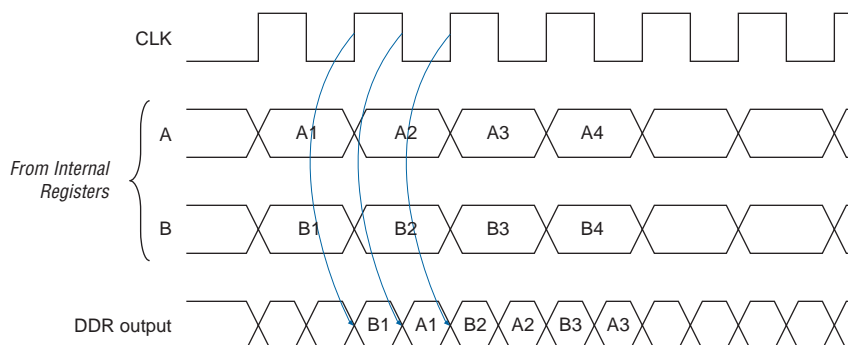 CLK
A
A1 A2 A3 A4
From Internal
Registers
B
B1 B2 B3 B4
DDR output
B1 A1 B2 A2 B3 A3